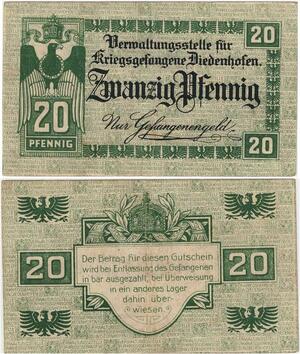 20
Verwaltungsstelle für
Kriegsgefangene Diedenhofen.
Zwanzig Pfennig
Nur Gefangenengeld.
20
PFENNIG
20
20
Der Betrag für diesen Gutschein
wird bei Entlassung des Gefangenen
in bar ausgezahlt, bei Überweisung
in ein anderes Lager
dahin über-
wiesen.
20